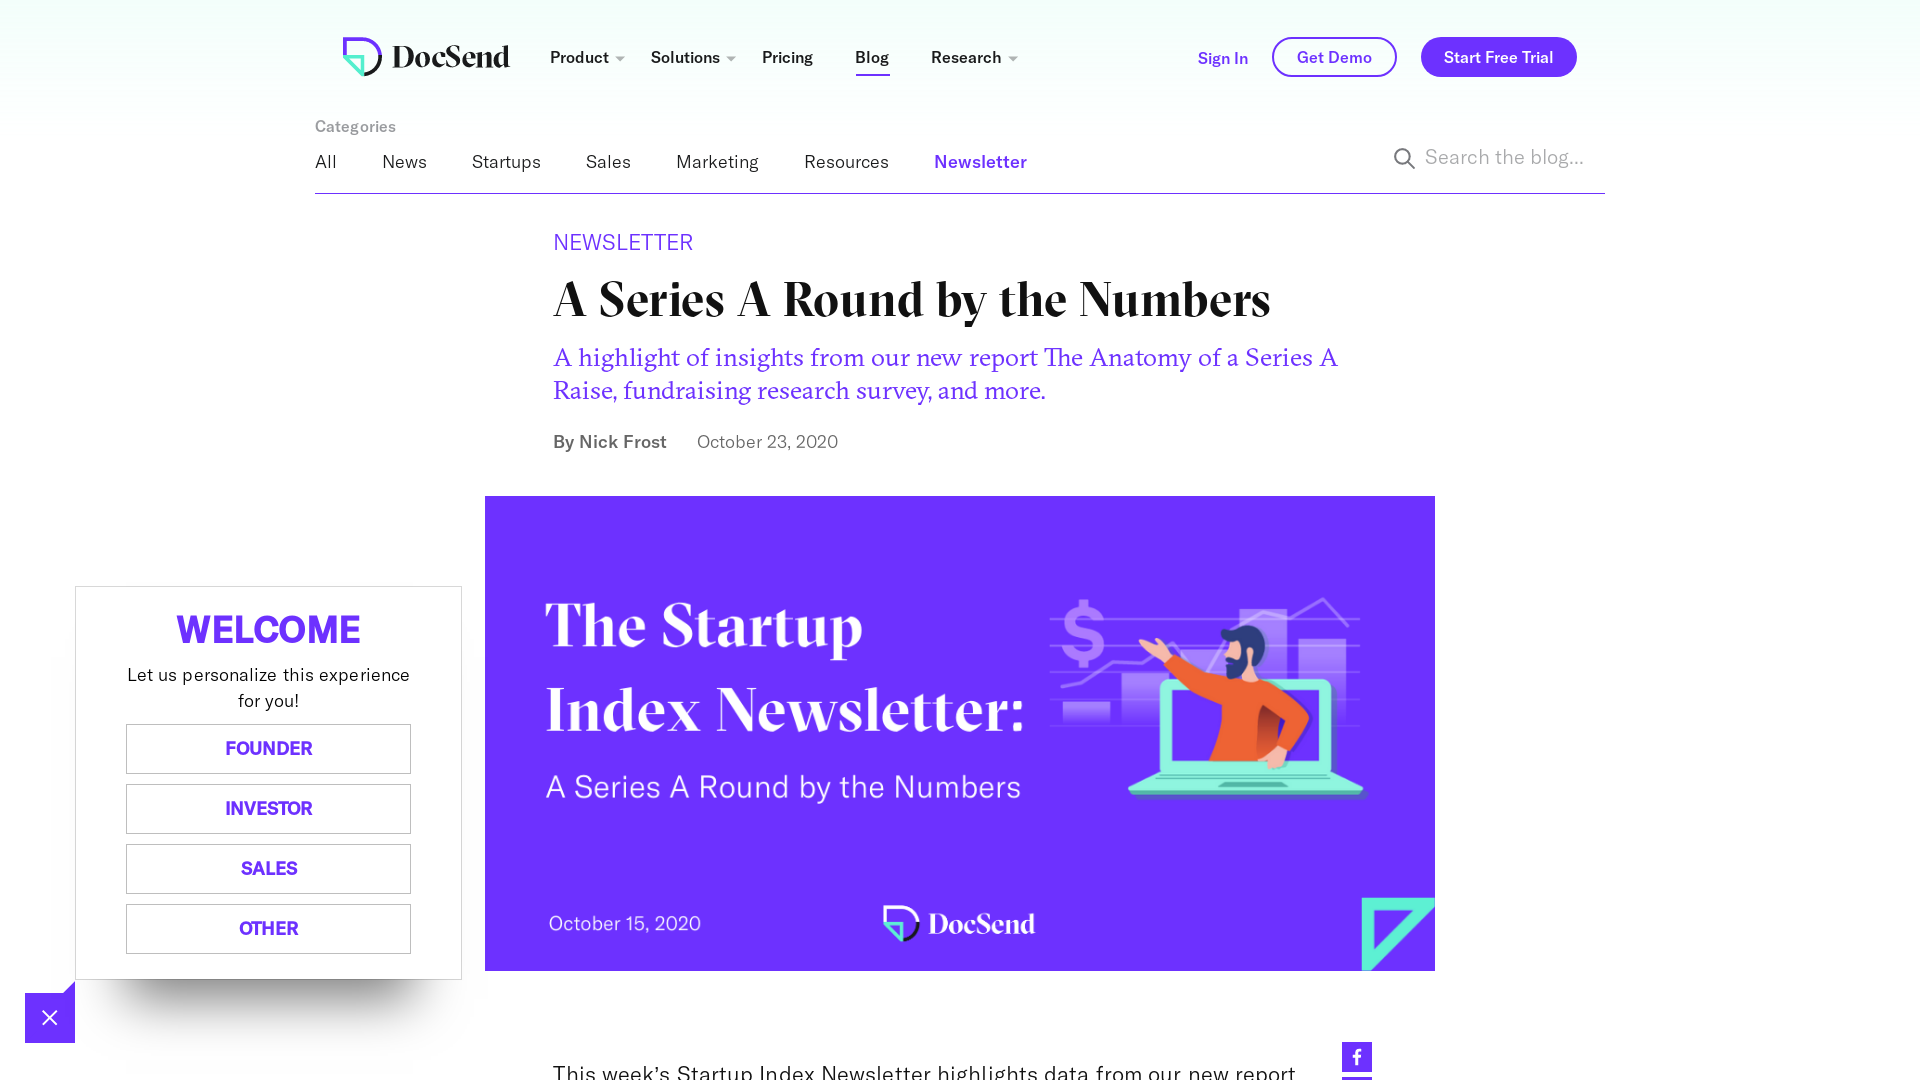 DocSend
Product
Solutions
Pricing
Blog
Research
Sign In
Get Demo
Start Free Trial
Categories
All
News
Startups
Sales
Marketing
Resources
Newsletter
Search the blog...
NEWSLETTER
A Series A Round by the Numbers
A highlight of insights from our new report The Anatomy of a Series A
Raise, fundraising research survey, and more.
By Nick Frost October 23, 2020
The Startup
Index Newsletter:
A Series A Round by the Numbers
$
October 15, 2020
DocSend
WELCOME
Let us personalize this experience
for you!
FOUNDER
INVESTOR
SALES
OTHER
This week's Startup Index Newsletter highlights data from our new report